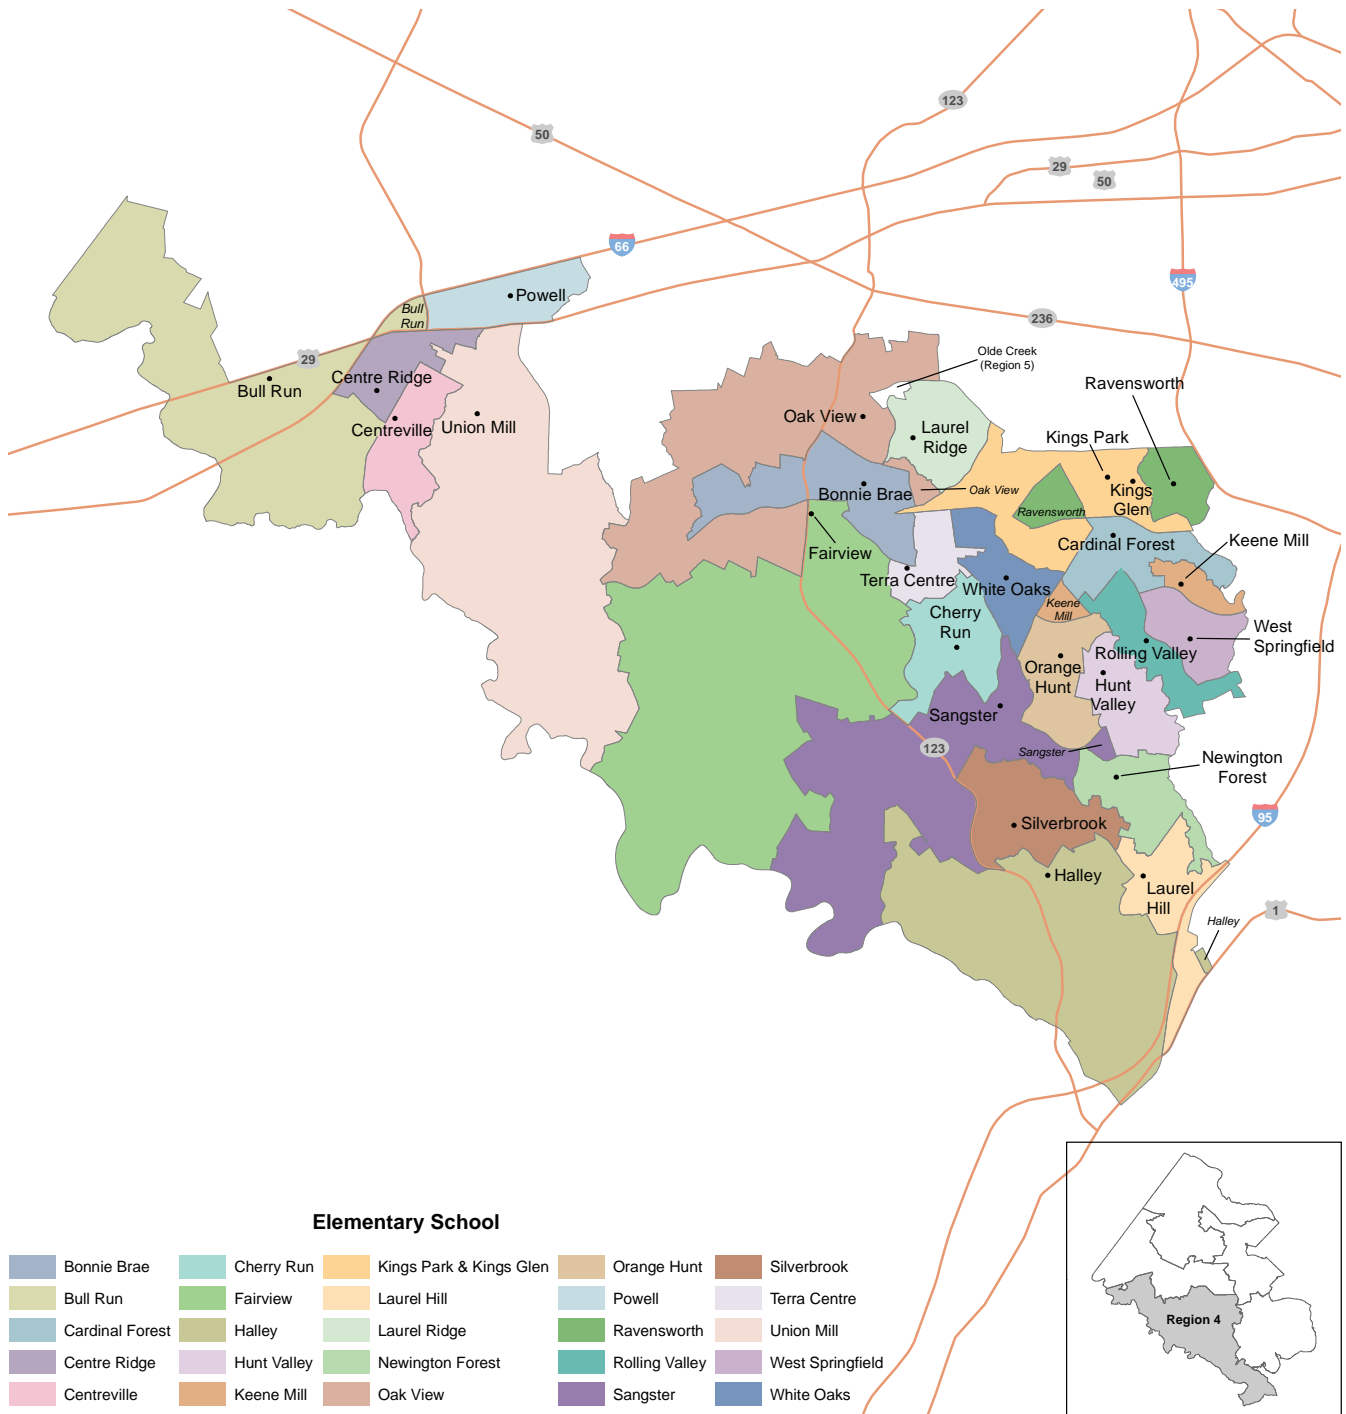 123
50
29
50
66
495
Powell
Bull
Run
236
29
Olde Creek
(Region 5)
Centre Ridge
Bull Run
Ravensworth
Oak View
Centreville
Union Mill
Laurel
Ridge
Kings Park
Bonnie Brae
Oak View
Kings
Glen
Ravensworth
Fairview
Cardinal Forest
Keene Mill
Terra Centre
White Oaks
Keene
Mill
Cherry
Run
West
Springfield
Rolling Valley
Orange
Hunt
Hunt
Valley
Sangster
123
Sangster
Newington
Forest
Silverbrook
95
Halley
Laurel
Hill
1
Halley
Region 4
Elementary School
Bonnie Brae
Bull Run
Cardinal Forest
Centre Ridge
Centreville
Cherry Run
Fairview
Halley
Hunt Valley
Keene Mill
Kings Park & Kings Glen
Laurel Hill
Laurel Ridge
Newington Forest
Oak View
Orange Hunt
Powell
Ravensworth
Rolling Valley
Sangster
Silverbrook
Terra Centre
Union Mill
West Springfield
White Oaks